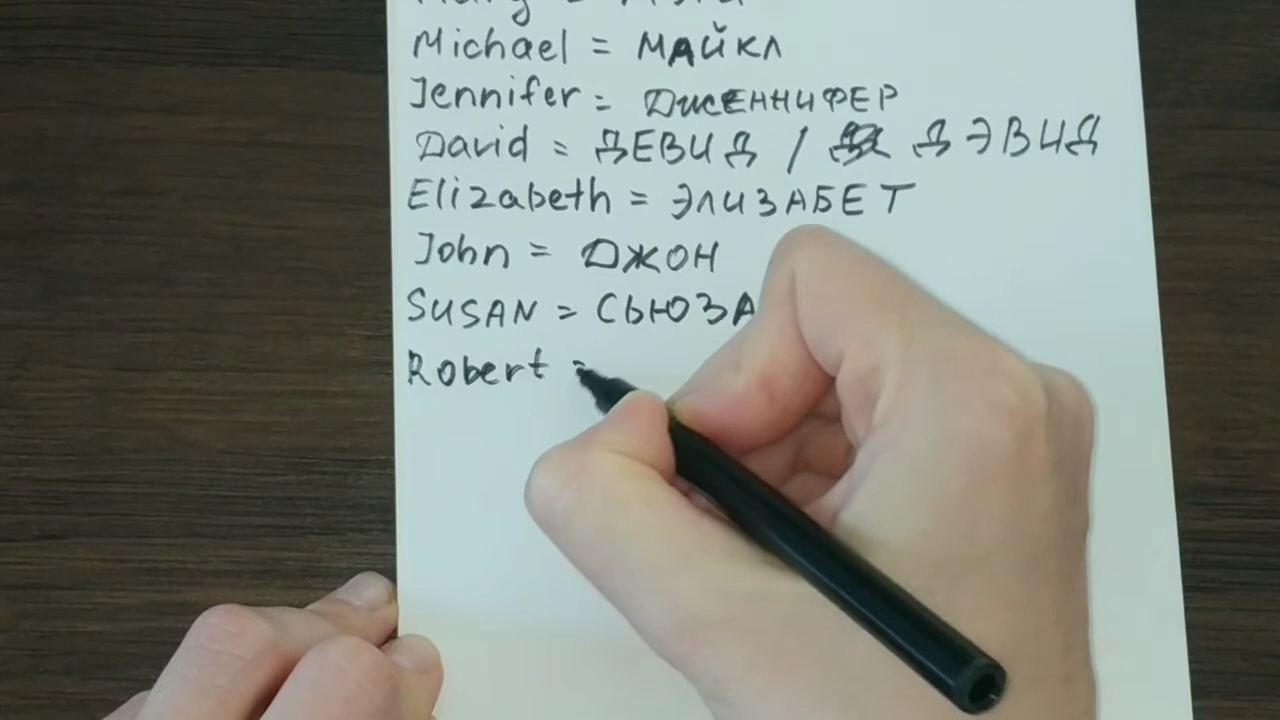 Michael = МАЙКЛ
Jennifer = ДЖЕННИФЕР
David = ДЕВИД / ДЭВИД
Elizabeth = ЭЛИЗАБЕТ
John = ДЖОН
SUSAN = СЬЮЗА
Robert =